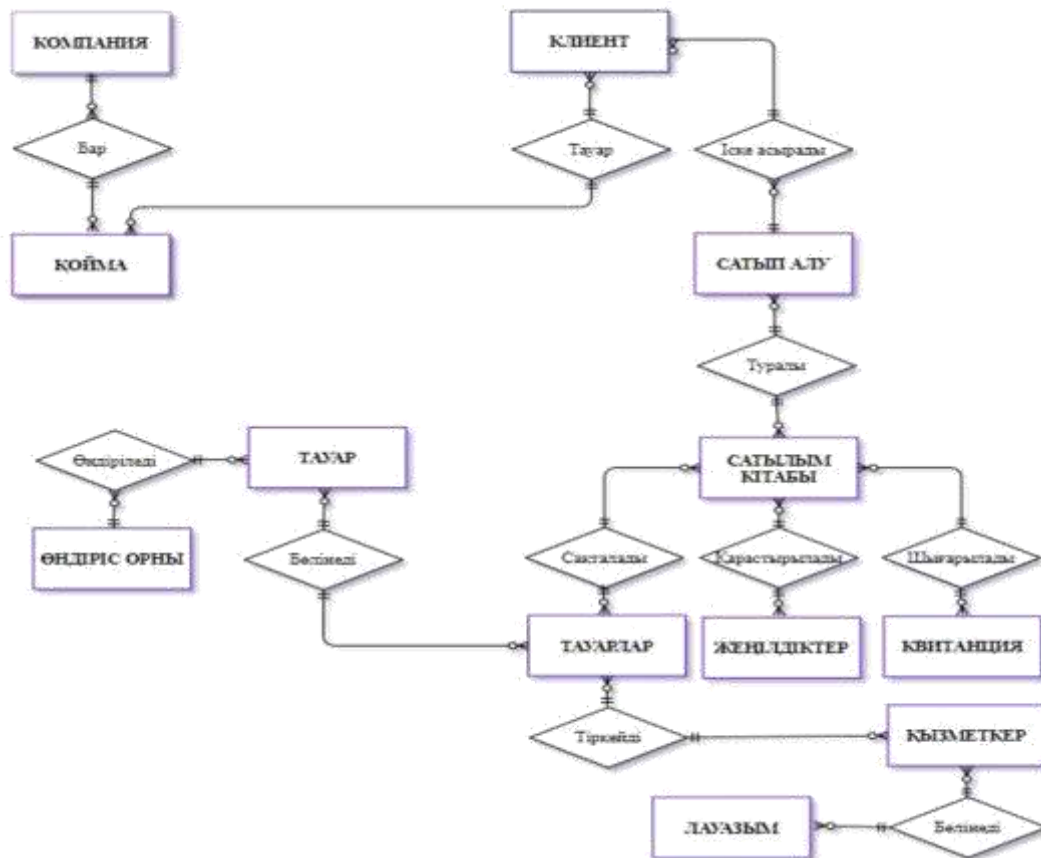 КОМПАНИЯ
КЛИЕНТ
Бар
Тауар
Іске асырады
ҚОЙМА
САТЫП АЛУ
Туралы
Өндіріледі
ТАУАР
САТЫЛЫМ
КІТАБЫ
ӨНДІРІС ОРНЫ
Бөлінеді
Сақталады
Қарастырылады
Шығарылады
ТАУАРЛАР
ЖЕҢІЛДІКТЕР
КВИТАНЦИЯ
Тіркейді
ҚЫЗМЕТКЕР
ЛАУАЗЫМ
Бөлінеді